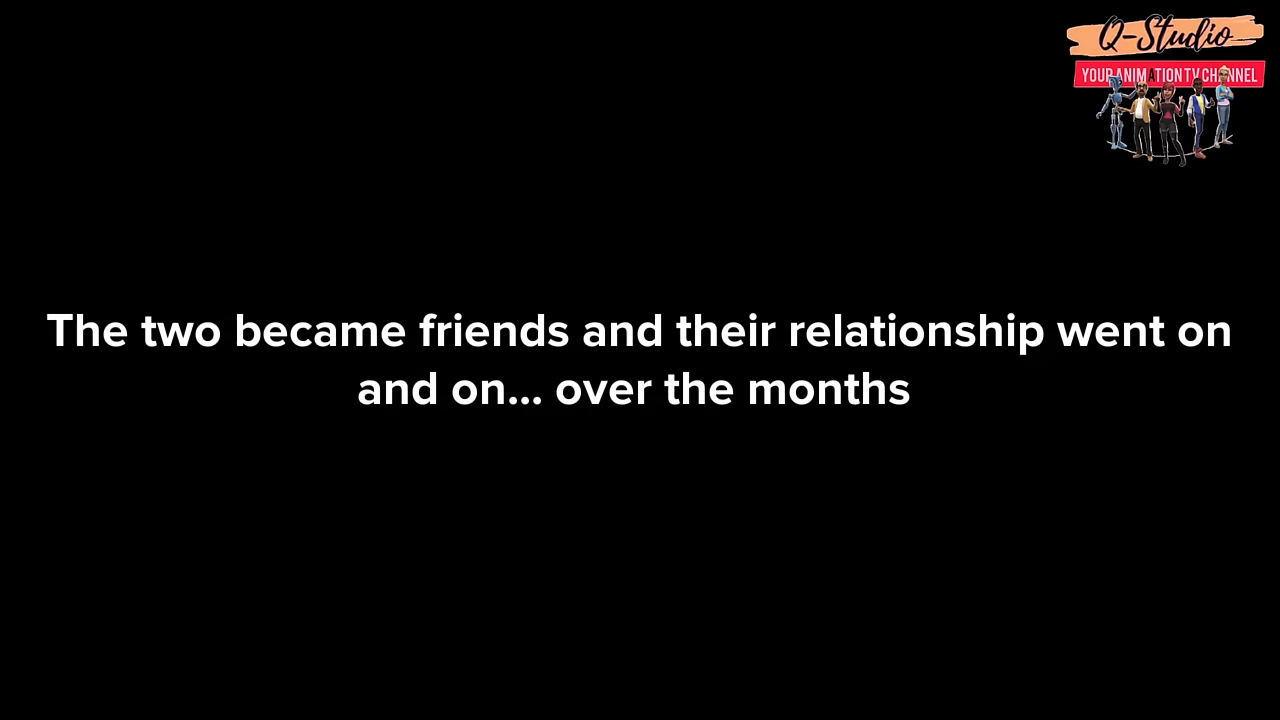 Q-Studio
YOUR ANIMATION TV CHANNEL
The two became friends and their relationship went on
and on... over the months